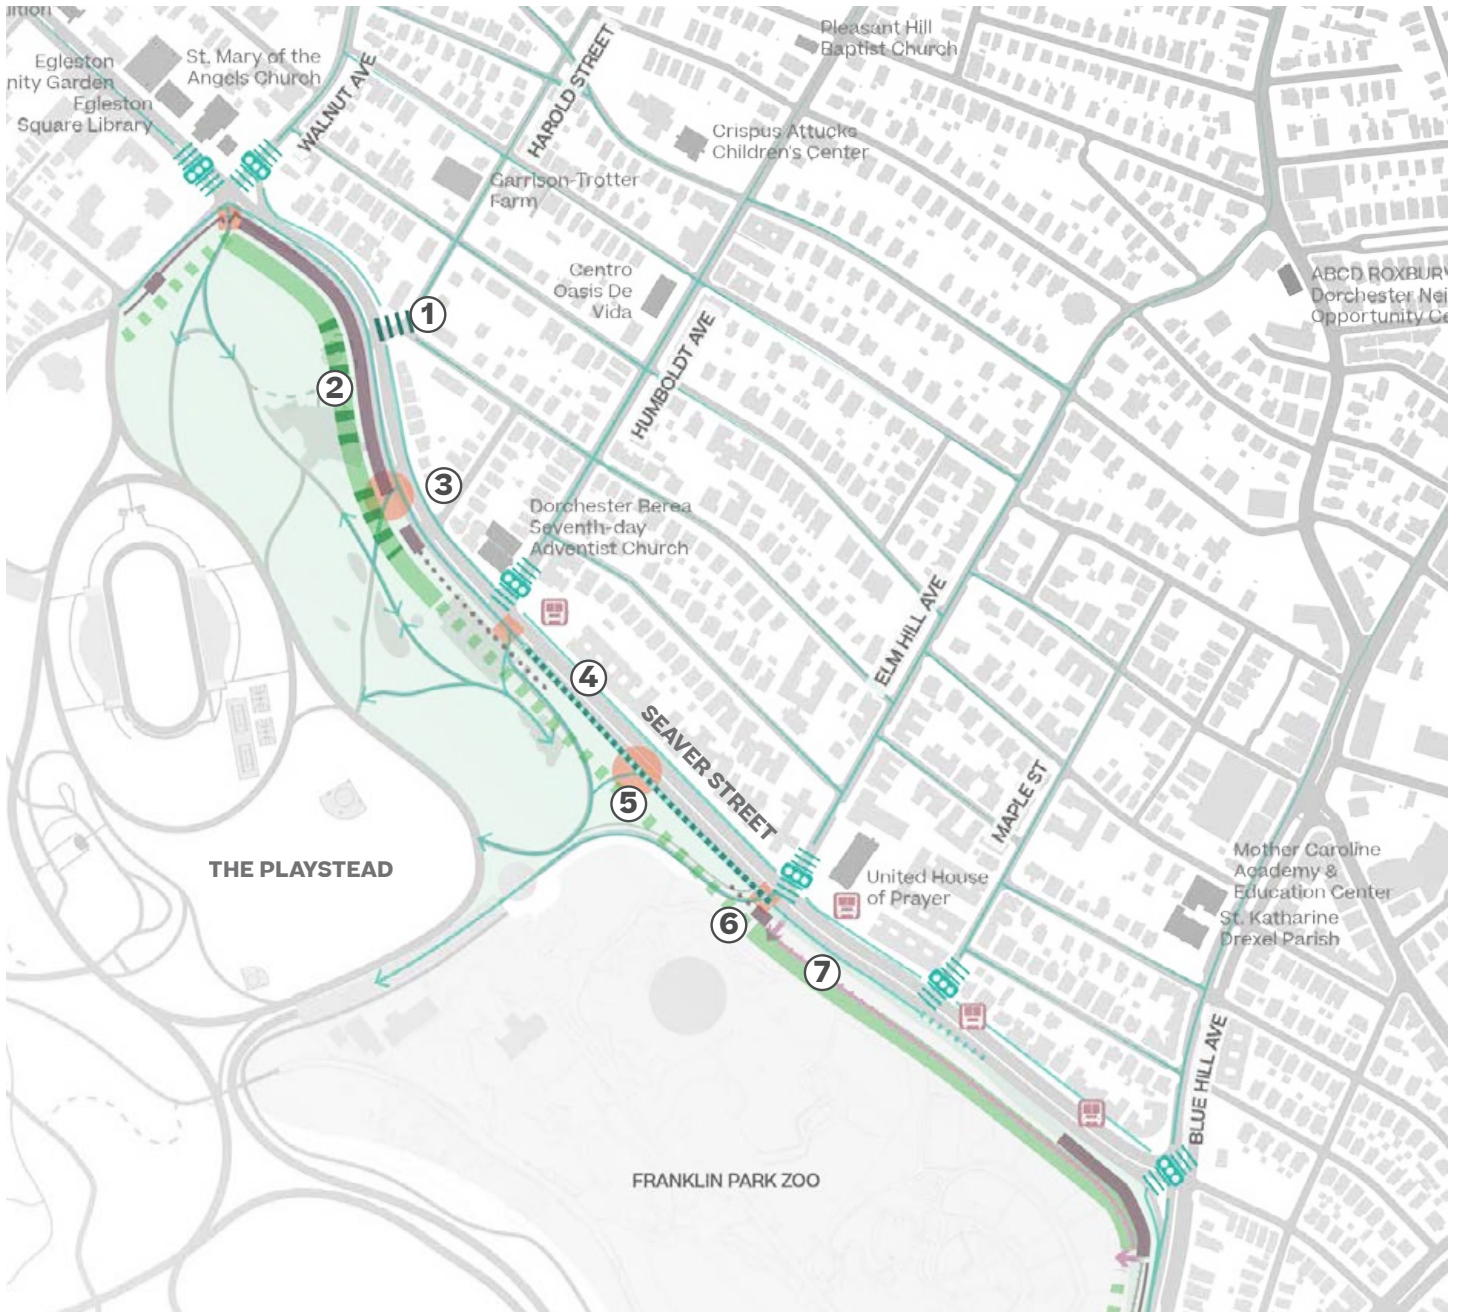 ition
Egleston
nity Garden
Egleston
Square Library
St. Mary of the
Angels Church
WALNUT AVE
HAROLD STREET
Pleasant Hill
Baptist Church
Crispus Attucks
Children's Center
Garrison-Trotter
Farm
Centro
Oasis De
Vida
ABCD ROXBURY
Dorchester Nei
Opportunity Ce
1
HUMBOLDT AVE
2
3
Dorchester Berea
Seventh-day
Adventist Church
ELM HILL AVE
4
SEAVER STREET
5
MAPLE ST
THE PLAYSTEAD
United House
of Prayer
Mother Caroline
Academy &
Education Center
St. Katharine
Drexel Parish
6
7
BLUE HILL AVE
FRANKLIN PARK ZOO